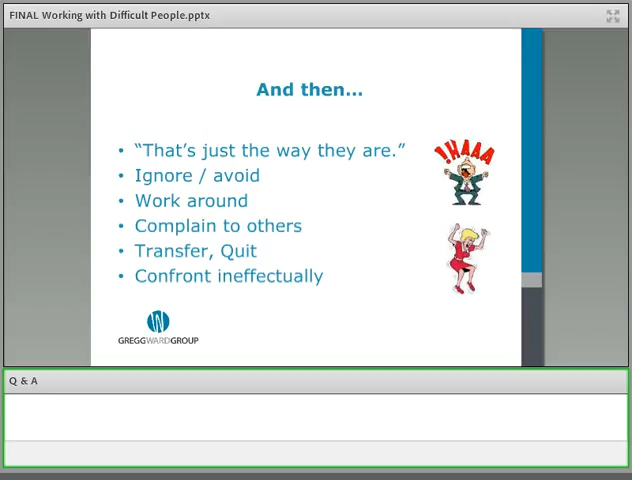 FINAL Working with Difficult People.pptx
And then...
• “That’s just the way they are.”
• Ignore / avoid
• Work around
• Complain to others
• Transfer, Quit
• Confront ineffectually
!HAAA
GREGGWARDGROUP
Q & A